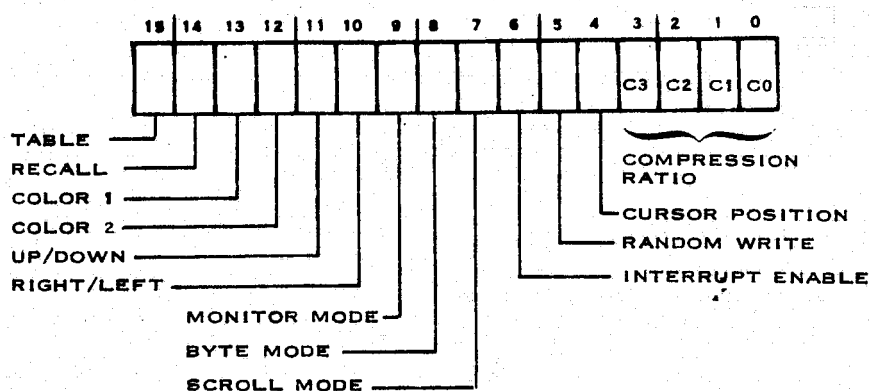 15 14 13 12 11 10 9 8 7 6 5 4 3 2 1 0
C3 C2 C1 C0
TABLE
RECALL
COLOR 1
COLOR 2
UP/DOWN
RIGHT/LEFT
MONITOR MODE
BYTE MODE
SCROLL MODE
COMPRESSION
RATIO
CURSOR POSITION
RANDOM WRITE
INTERRUPT ENABLE